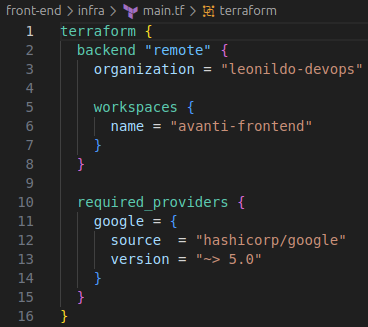 front-end > infra > main.tf > terraform
1 terraform {
2   backend "remote" {
3     organization = "leonildo-devops"
4
5     workspaces {
6       name = "avanti-frontend"
7     }
8   }
9
10   required_providers {
11     google = {
12       source  = "hashicorp/google"
13       version = "~> 5.0"
14     }
15   }
16 }